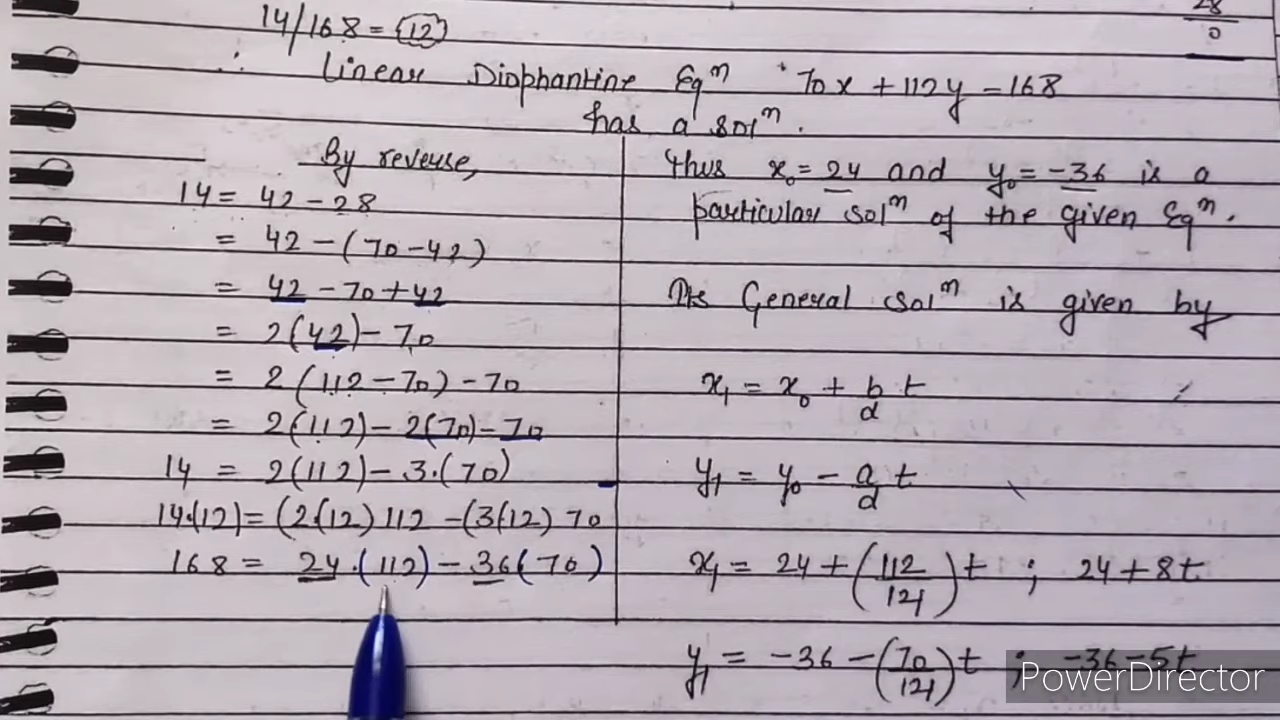 28
0
14/168 = 12
∴ Linear Diophantine Eqⁿ 70x + 112y = 168
has a solⁿ.
By reveuse,
14 = 42 - 28
= 42 - (70 - 42)
= 42 - 70 + 42
= 2(42) - 70
= 2(112 - 70) - 70
= 2(112) - 2(70) - 70
14 = 2(112) - 3·(70)
14·(12) = (2(12) 112 - (3(12) 70
168 = 24·(112) - 36(70)
Thus x₀ = 24 and y₀ = -36 is a
particular solⁿ of the given Eqⁿ.
Its General solⁿ is given by
x₁ = x₀ + b/d t
y₁ = y₀ - a/d t
x₁ = 24 + (112/14) t ; 24 + 8t
y₁ = -36 - (70/14) t ; -36 - 5t
PowerDirector